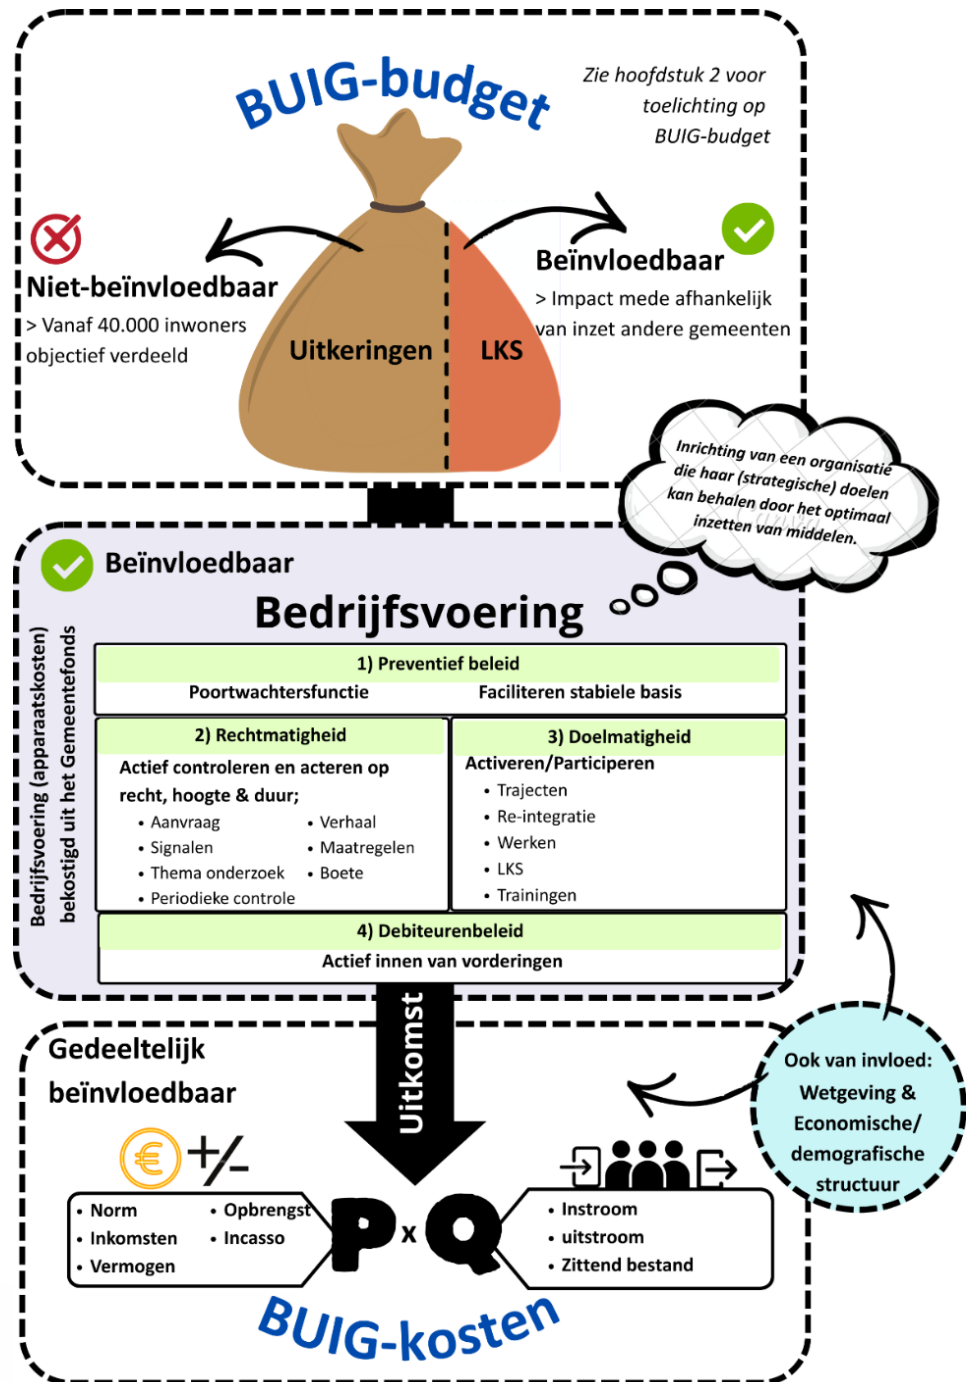 BUIG-budget
Zie hoofdstuk 2 voor
toelichting op
BUIG-budget
Niet-beïnvloedbaar
> Vanaf 40.000 inwoners
objectief verdeeld
Beïnvloedbaar
> Impact mede afhankelijk
van inzet andere gemeenten
Uitkeringen
LKS
Inrichting van een organisatie
die haar (strategische) doelen
kan behalen door het optimaal
inzetten van middelen.
Beïnvloedbaar
Bedrijfsvoering
Bedrijfsvoering (apparaatskosten)
bekostigd uit het Gemeentefonds
1) Preventief beleid
Poortwachtersfunctie Faciliteren stabiele basis
2) Rechtmatigheid
Actief controleren en acteren op
recht, hoogte & duur;
• Aanvraag
• Signalen
• Thema onderzoek
• Periodieke controle
• Verhaal
• Maatregelen
• Boete
3) Doelmatigheid
Activeren/Participeren
• Trajecten
• Re-integratie
• Werken
• LKS
• Trainingen
4) Debiteurenbeleid
Actief innen van vorderingen
Uitkomst
Ook van invloed:
Wetgeving &
Economische/
demografische
structuur
Gedeeltelijk
beïnvloedbaar
€ +/-
• Norm
• Inkomsten
• Vermogen
• Opbrengst
• Incasso
P x Q
• Instroom
• uitstroom
• Zittend bestand
BUIG-kosten